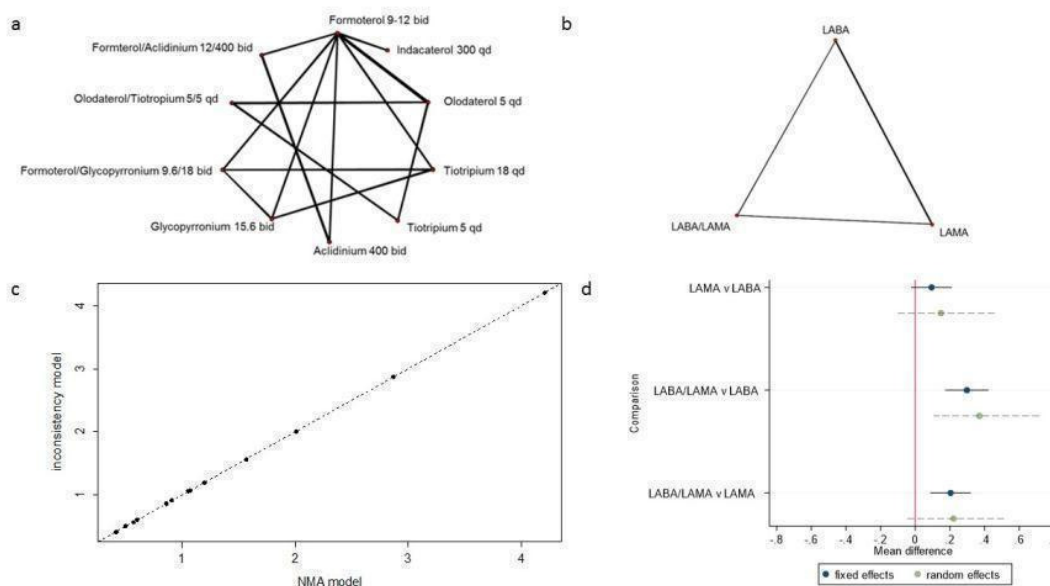 a
Formoterol 9-12 bid
Formterol/Aclidinium 12/400 bid
Indacaterol 300 qd
Olodaterol/Tiotropium 5/5 qd
Olodaterol 5 qd
Formoterol/Glycopyrronium 9.6/18 bid
Tiotripium 18 qd
Glycopyrronium 15.6 bid
Tiotripium 5 qd
Aclidinium 400 bid
b
LABA
LABA/LAMA
LAMA
c
inconsistency model
4
3
2
1
1
2
3
4
NMA model
d
LAMA v LABA
LABA/LAMA v LABA
LABA/LAMA v LAMA
Comparison
-.8 -.6 -.4 -.2 0 .2 .4 .6
Mean difference
fixed effects random effects